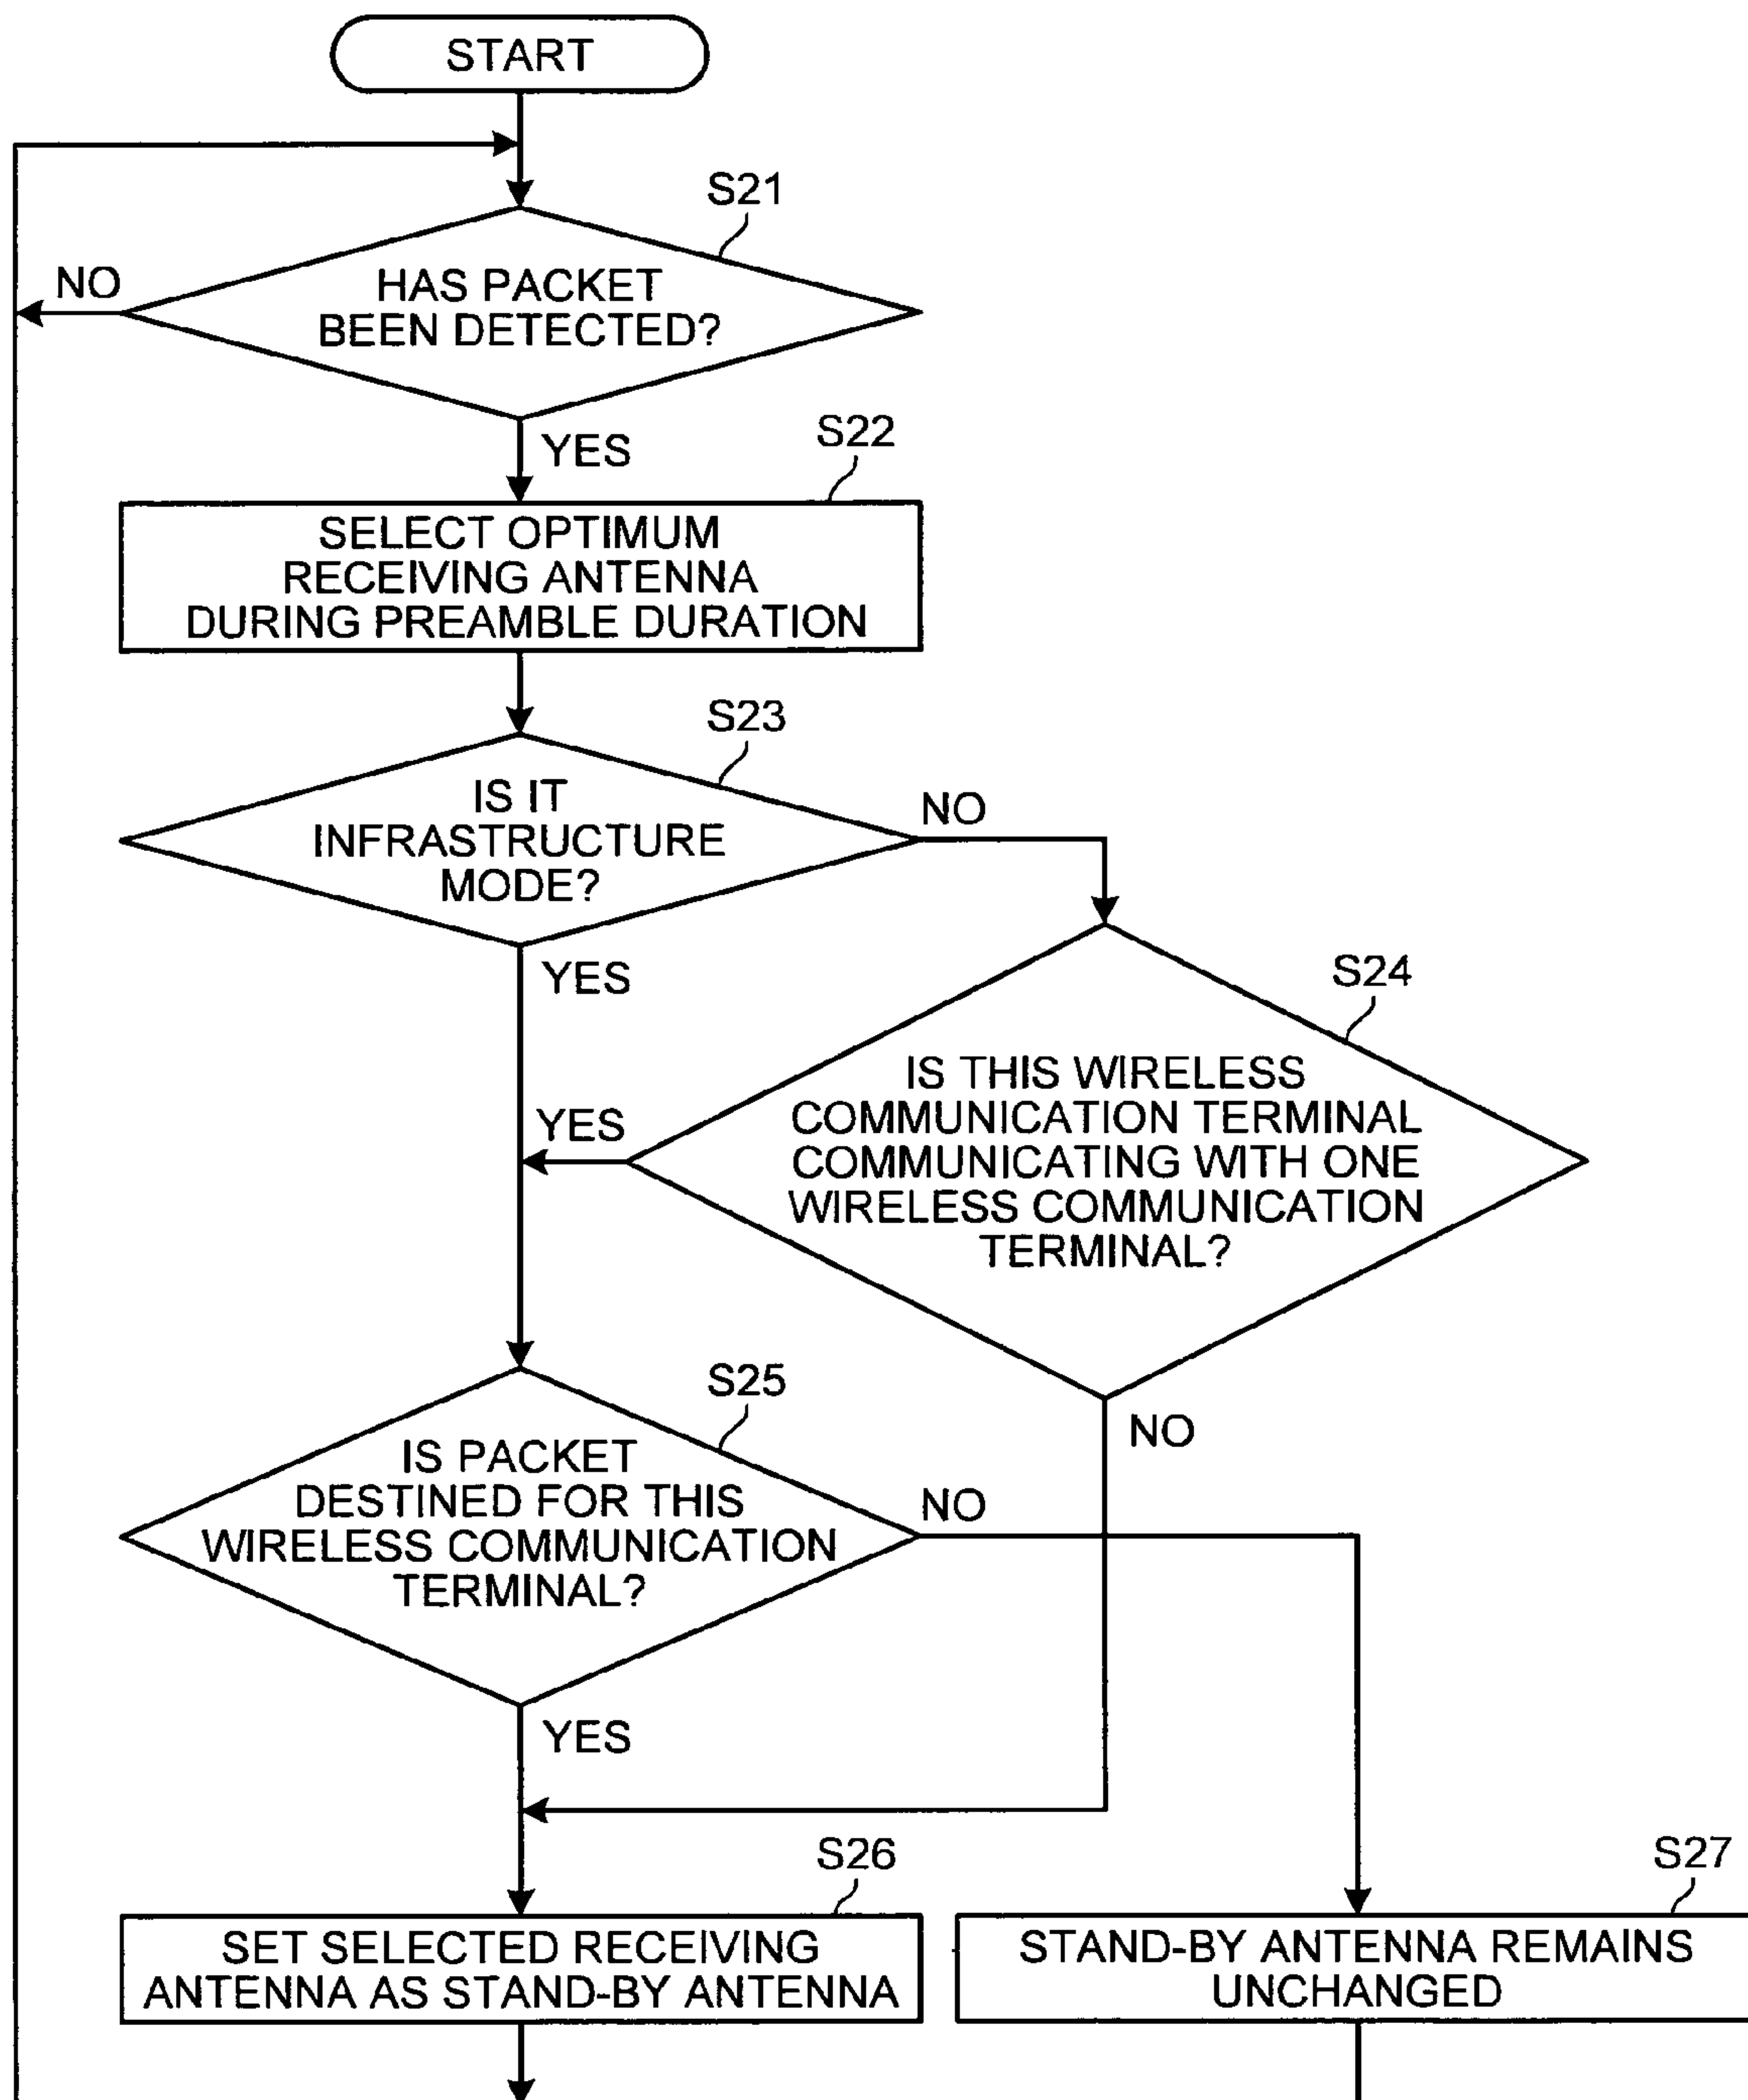 START
S21
NO
HAS PACKET
BEEN DETECTED?
YES
S22
SELECT OPTIMUM
RECEIVING ANTENNA
DURING PREAMBLE DURATION
S23
IS IT
INFRASTRUCTURE
MODE?
NO
YES
S24
IS THIS WIRELESS
COMMUNICATION TERMINAL
COMMUNICATING WITH ONE
WIRELESS COMMUNICATION
TERMINAL?
YES
NO
S25
IS PACKET
DESTINED FOR THIS
WIRELESS COMMUNICATION
TERMINAL?
NO
YES
S26
SET SELECTED RECEIVING
ANTENNA AS STAND-BY ANTENNA
S27
STAND-BY ANTENNA REMAINS
UNCHANGED